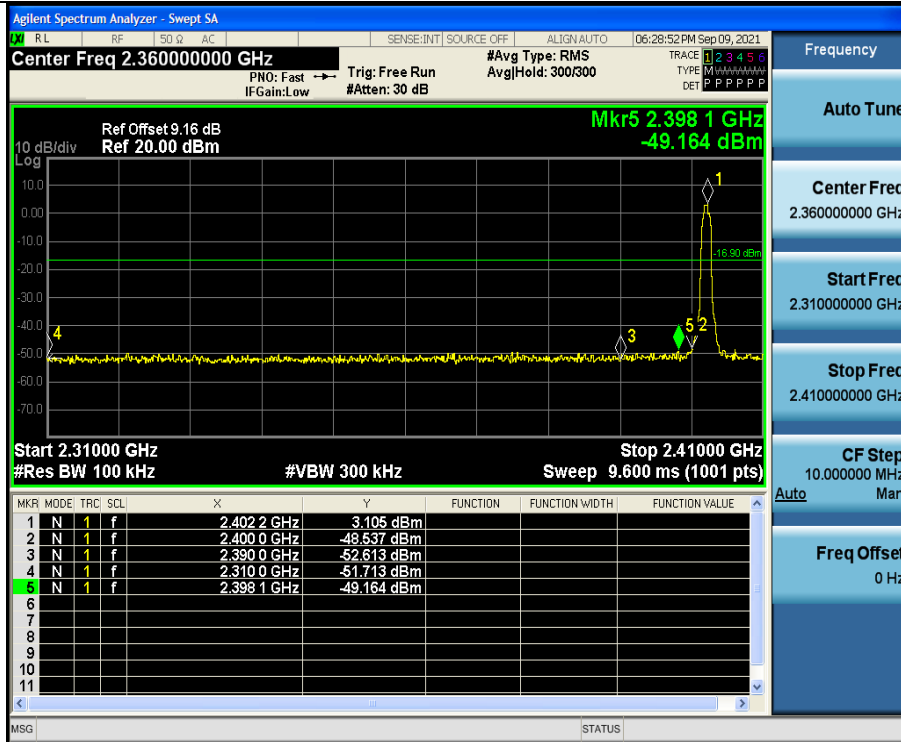 Agilent Spectrum Analyzer - Swept SA
LXI RL RF 50 Ω AC SENSE:INT SOURCE OFF ALIGN AUTO 06:28:52 PM Sep 09, 2021
Center Freq 2.360000000 GHz
PNO: Fast
IFGain:Low
Trig: Free Run
#Atten: 30 dB
#Avg Type: RMS
Avg|Hold: 300/300
TRACE 1 2 3 4 5 6
TYPE M
DET P P P P P P
Mkr5 2.398 1 GHz
-49.164 dBm
Ref Offset 9.16 dB
10 dB/div Ref 20.00 dBm
Log
10.0
0.00
-10.0
-20.0
-30.0
-40.0
-50.0
-60.0
-70.0
1
-16.90 dBm
4
3
5 2
Start 2.31000 GHz Stop 2.41000 GHz
#Res BW 100 kHz #VBW 300 kHz Sweep 9.600 ms (1001 pts)
MKR MODE TRC SCL X Y FUNCTION FUNCTION WIDTH FUNCTION VALUE
1 N 1 f 2.402 2 GHz 3.105 dBm
2 N 1 f 2.400 0 GHz -48.537 dBm
3 N 1 f 2.390 0 GHz -52.613 dBm
4 N 1 f 2.310 0 GHz -51.713 dBm
5 N 1 f 2.398 1 GHz -49.164 dBm
6
7
8
9
10
11
MSG STATUS
Frequency
Auto Tune
Center Freq
2.360000000 GHz
Start Freq
2.310000000 GHz
Stop Freq
2.410000000 GHz
CF Step
10.000000 MHz
Auto Man
Freq Offset
0 Hz